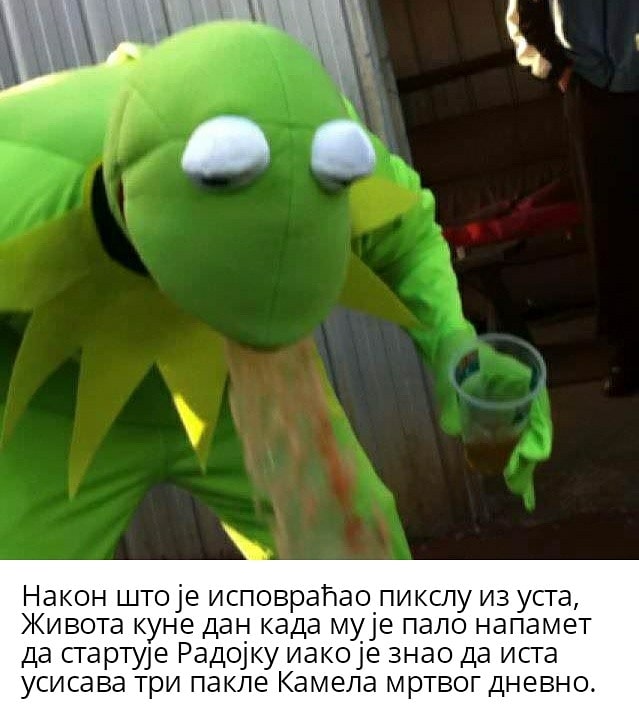 Након што је исповраћао пикслу из уста,
Живота куне дан када му је пало напамет
да стартује Радојку иако је знао да иста
усисава три пакле Камела мртвог дневно.